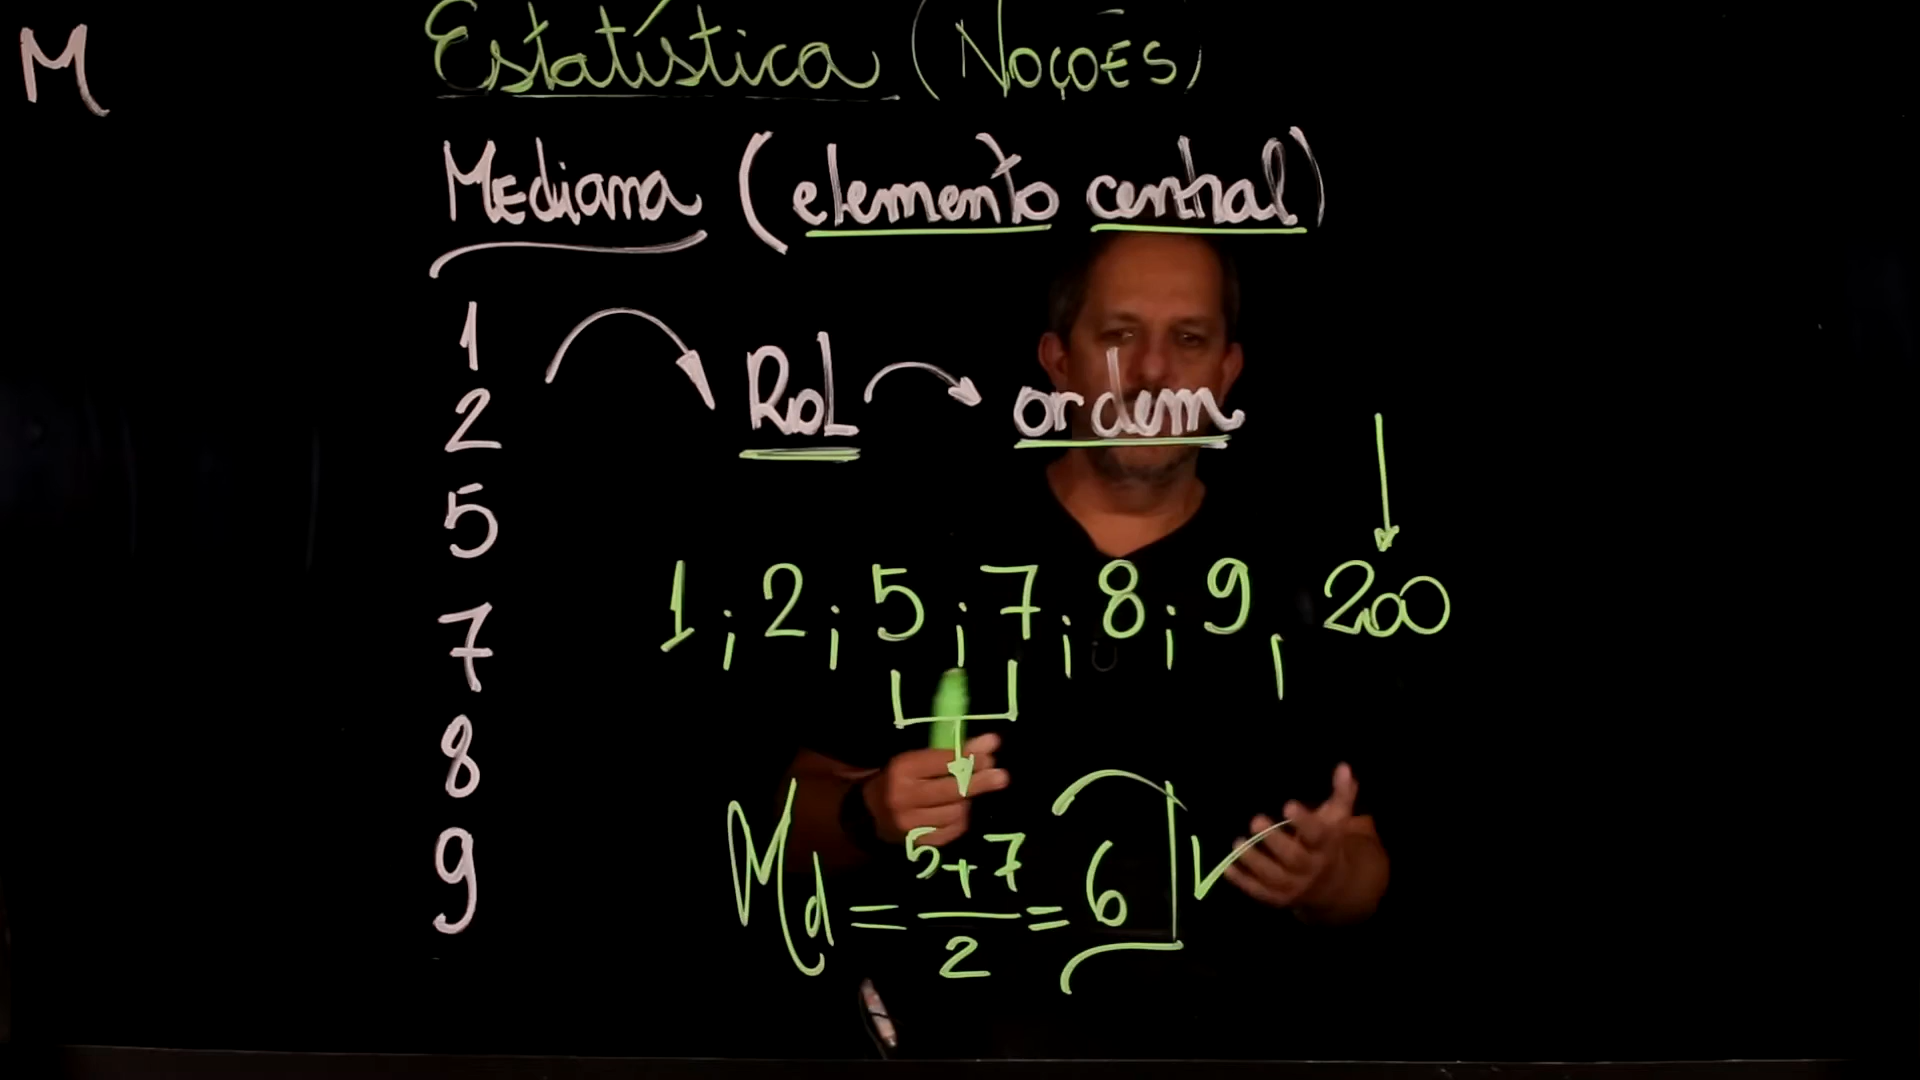 M
Estatística (NOÇÕES)
Mediana (elemento central)
1
2
5
7
8
9
RoL
ordem
1 ; 2 ; 5 ; 7 ; 8 ; 9 , 200
Md = 5+7 / 2 = 6